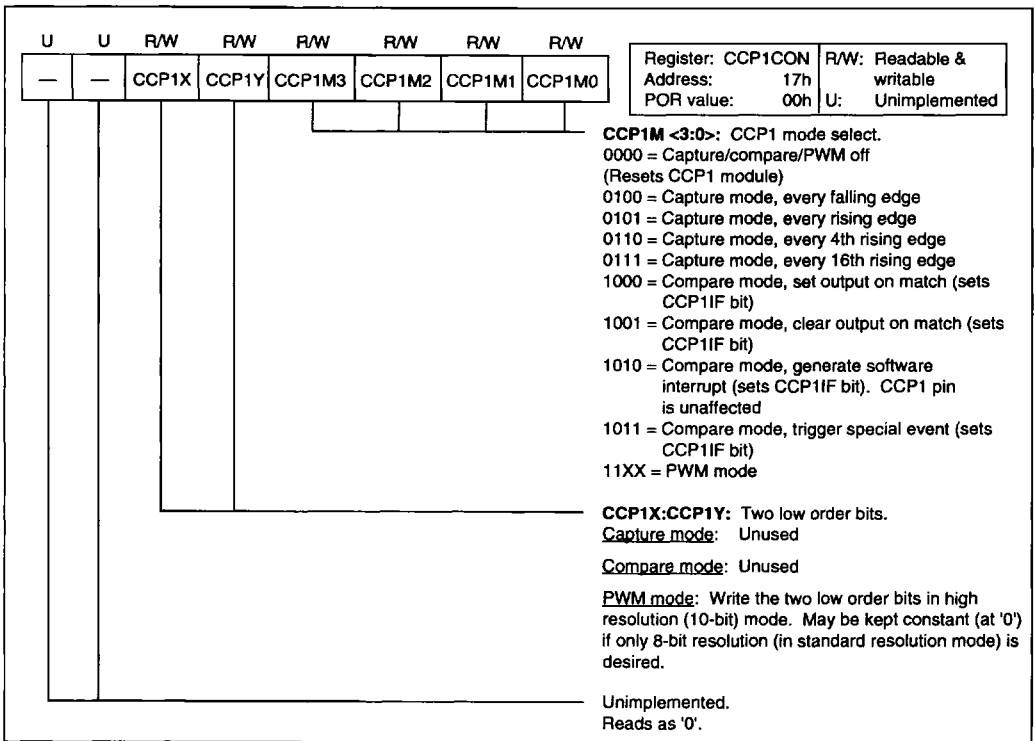 U U R/W R/W R/W R/W R/W R/W
— — CCP1X CCP1Y CCP1M3 CCP1M2 CCP1M1 CCP1M0
Register: CCP1CON R/W: Readable &
Address: 17h writable
POR value: 00h U: Unimplemented
CCP1M <3:0>: CCP1 mode select.
0000 = Capture/compare/PWM off
(Resets CCP1 module)
0100 = Capture mode, every falling edge
0101 = Capture mode, every rising edge
0110 = Capture mode, every 4th rising edge
0111 = Capture mode, every 16th rising edge
1000 = Compare mode, set output on match (sets
CCP1IF bit)
1001 = Compare mode, clear output on match (sets
CCP1IF bit)
1010 = Compare mode, generate software
interrupt (sets CCP1IF bit). CCP1 pin
is unaffected
1011 = Compare mode, trigger special event (sets
CCP1IF bit)
11XX = PWM mode
CCP1X:CCP1Y: Two low order bits.
Capture mode: Unused
Compare mode: Unused
PWM mode: Write the two low order bits in high
resolution (10-bit) mode. May be kept constant (at '0')
if only 8-bit resolution (in standard resolution mode) is
desired.
Unimplemented.
Reads as '0'.